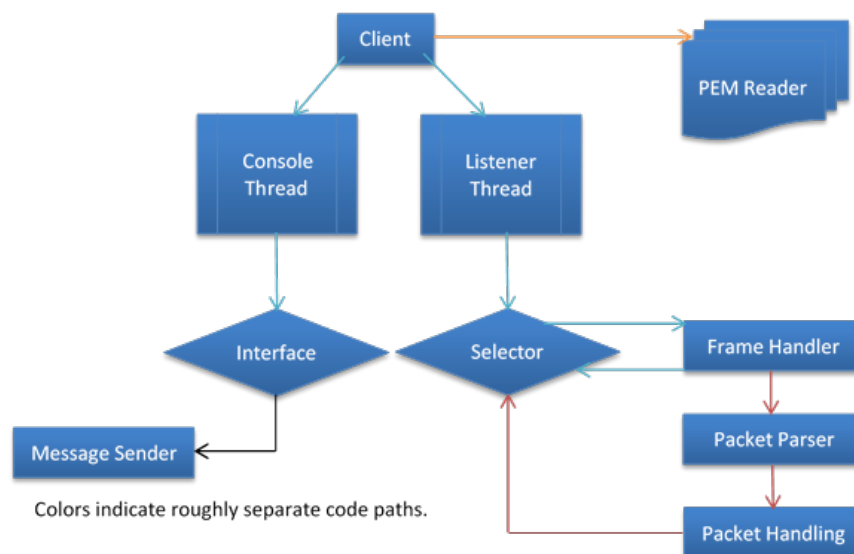 Client
PEM Reader
Console
Thread
Listener
Thread
Interface
Selector
Frame Handler
Message Sender
Packet Parser
Colors indicate roughly separate code paths.
Packet Handling